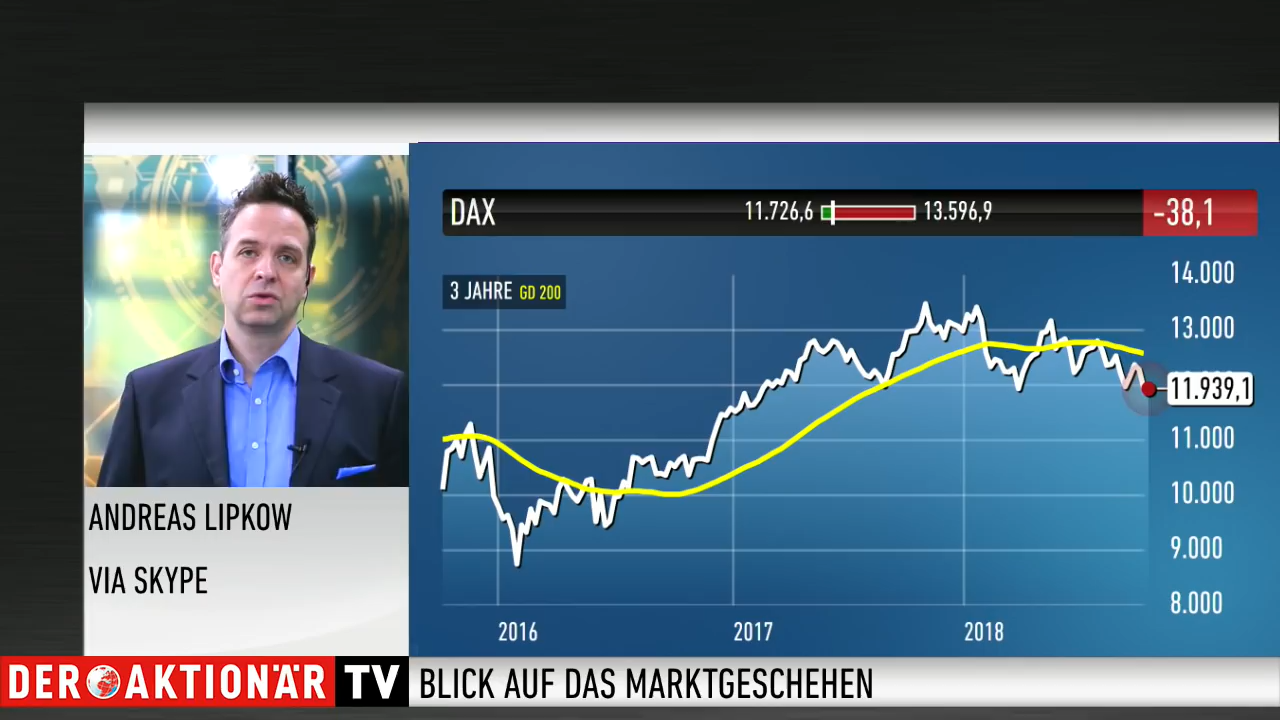 DAX 11.726,6 13.596,9 -38,1
3 JAHRE GD 200
14.000
13.000
11.939,1
11.000
10.000
9.000
8.000
2016 2017 2018
ANDREAS LIPKOW
VIA SKYPE
DER AKTIONÄR TV
BLICK AUF DAS MARKTGESCHEHEN